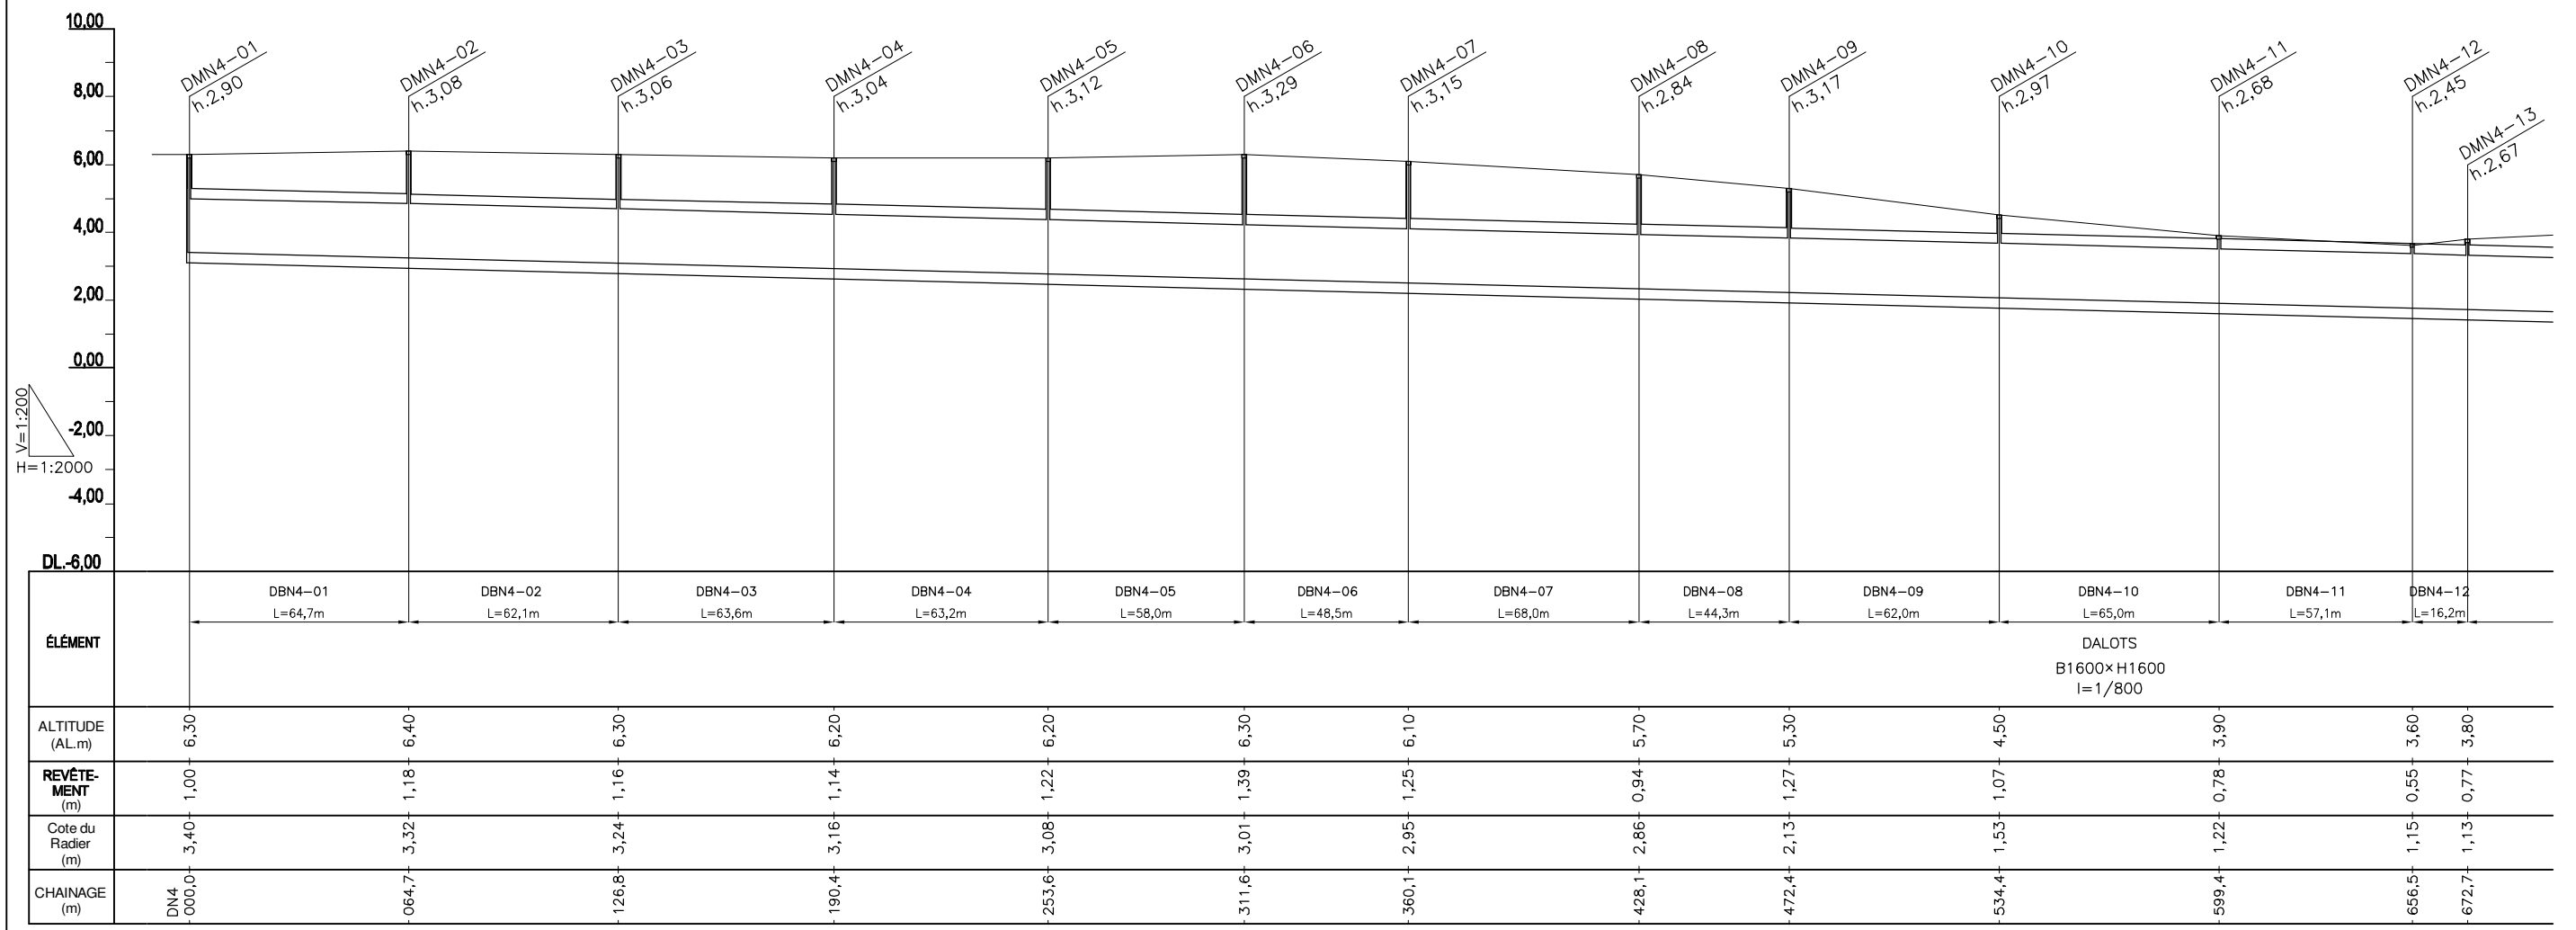 10,00
8,00
6,00
4,00
2,00
0,00
-2,00
-4,00
DL.-6,00
V=1:200
H=1:2000
DMN4-01
h.2,90
DMN4-02
h.3,08
DMN4-03
h.3,06
DMN4-04
h.3,04
DMN4-05
h.3,12
DMN4-06
h.3,29
DMN4-07
h.3,15
DMN4-08
h.2,84
DMN4-09
h.3,17
DMN4-10
h.2,97
DMN4-11
h.2,68
DMN4-12
h.2,45
DMN4-13
h.2,67
ÉLÉMENT
DBN4-01 DBN4-02 DBN4-03 DBN4-04 DBN4-05 DBN4-06 DBN4-07 DBN4-08 DBN4-09 DBN4-10 DBN4-11 DBN4-12
L=64,7m L=62,1m L=63,6m L=63,2m L=58,0m L=48,5m L=68,0m L=44,3m L=62,0m L=65,0m L=57,1m L=16,2m
DALOTS
B1600×H1600
I=1/800
ALTITUDE
(AL.m)
6,30 6,40 6,30 6,20 6,20 6,30 6,10 5,70 5,30 4,50 3,90 3,60 3,80
REVÊTE-
MENT
(m)
1,00 1,18 1,16 1,14 1,22 1,39 1,25 0,94 1,27 1,07 0,78 0,55 0,77
Cote du
Radier
(m)
3,40 3,32 3,24 3,16 3,08 3,01 2,95 2,86 2,13 1,53 1,22 1,15 1,13
CHAINAGE
(m)
DN4
000,0 064,7 126,8 190,4 253,6 311,6 360,1 428,1 472,4 534,4 599,4 656,5 672,7